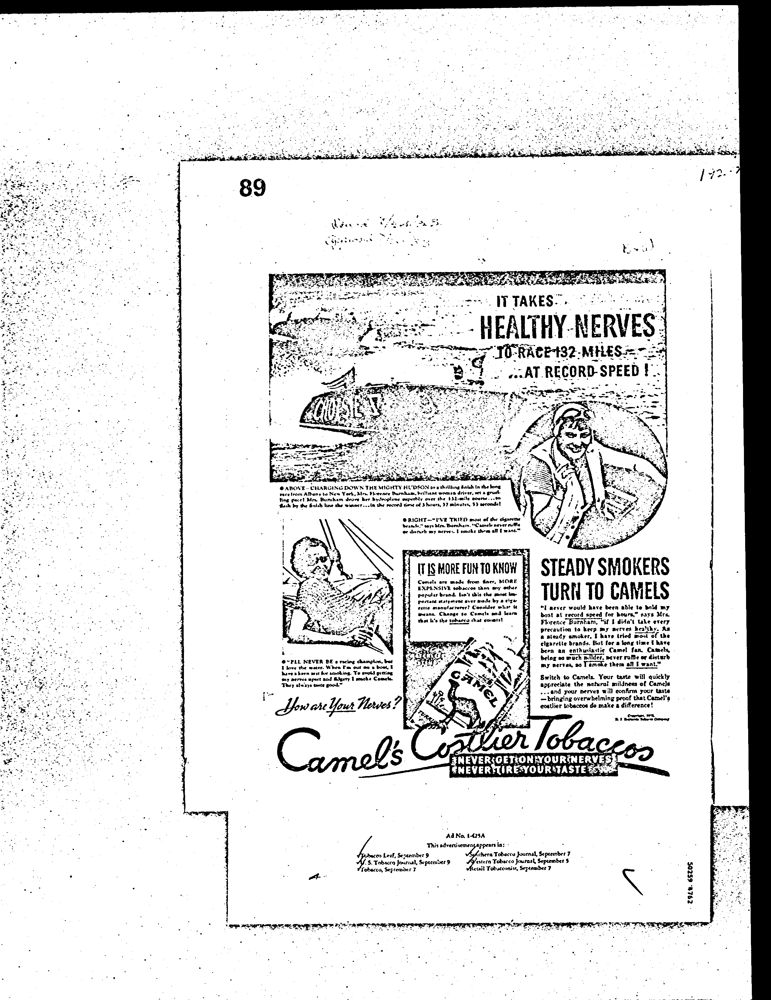 89
IT TAKES
HEALTHY NERVES
TO RACE 132 MILES
...AT RECORD SPEED!
● ABOVE—CHARGING DOWN THE MIGHTY HUDSON to a thrilling finish in the long
race from Albany to New York, Mrs. Florence Burnham, brilliant woman driver, set a gruel-
ling pace! Mrs. Burnham drove her hydroplane superbly over the 132-mile course...to
flash by the finish line the winner...in the record time of 3 hours, 37 minutes, 53 seconds!
● RIGHT—"I'VE TRIED most of the cigarette
brands," says Mrs. Burnham. "Camels never ruffle
or disturb my nerves. I smoke them all I want."
● "I'LL NEVER BE a racing champion, but
I love the water. When I'm out on a boat, I
have a keen zest for smoking. To avoid getting
my nerves upset and fidgety I smoke Camels.
They always taste good."
How are Your Nerves?
IT IS MORE FUN TO KNOW
Camels are made from finer, MORE
EXPENSIVE tobaccos than any other
popular brand. Isn't this the most im-
portant statement ever made by a ciga-
rette manufacturer? Consider what it
means. Change to Camels and learn
that it's the tobacco that counts!
CAMEL
STEADY SMOKERS
TURN TO CAMELS
"I never would have been able to hold my
boat at record speed for hours," says Mrs.
Florence Burnham, "if I didn't take every
precaution to keep my nerves healthy. As
a steady smoker, I have tried most of the
cigarette brands. But for a long time I have
been an enthusiastic Camel fan. Camels,
being so much milder, never ruffle or disturb
my nerves, so I smoke them all I want."
Switch to Camels. Your taste will quickly
appreciate the natural mildness of Camels
...and your nerves will confirm your taste
—bringing overwhelming proof that Camel's
costlier tobaccos do make a difference!
Camel's Costlier Tobaccos
NEVER GET ON YOUR NERVES
NEVER TIRE YOUR TASTE
Ad No. 1-425A
This advertisement appears in:
Tobacco Leaf, September 9
U. S. Tobacco Journal, September 9
Tobacco, September 7
Southern Tobacco Journal, September 7
Western Tobacco Journal, September 5
Retail Tobacconist, September 7
50259 6762